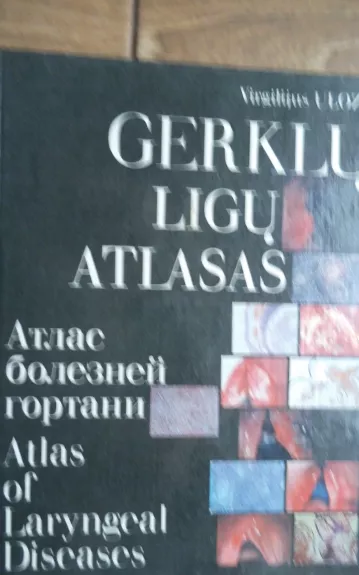 Virgilijus ULOZ
GERKLŲ
LIGŲ
ATLASAS
Атлас
болезней
гортани
Atlas
of
Laryngeal
Diseases